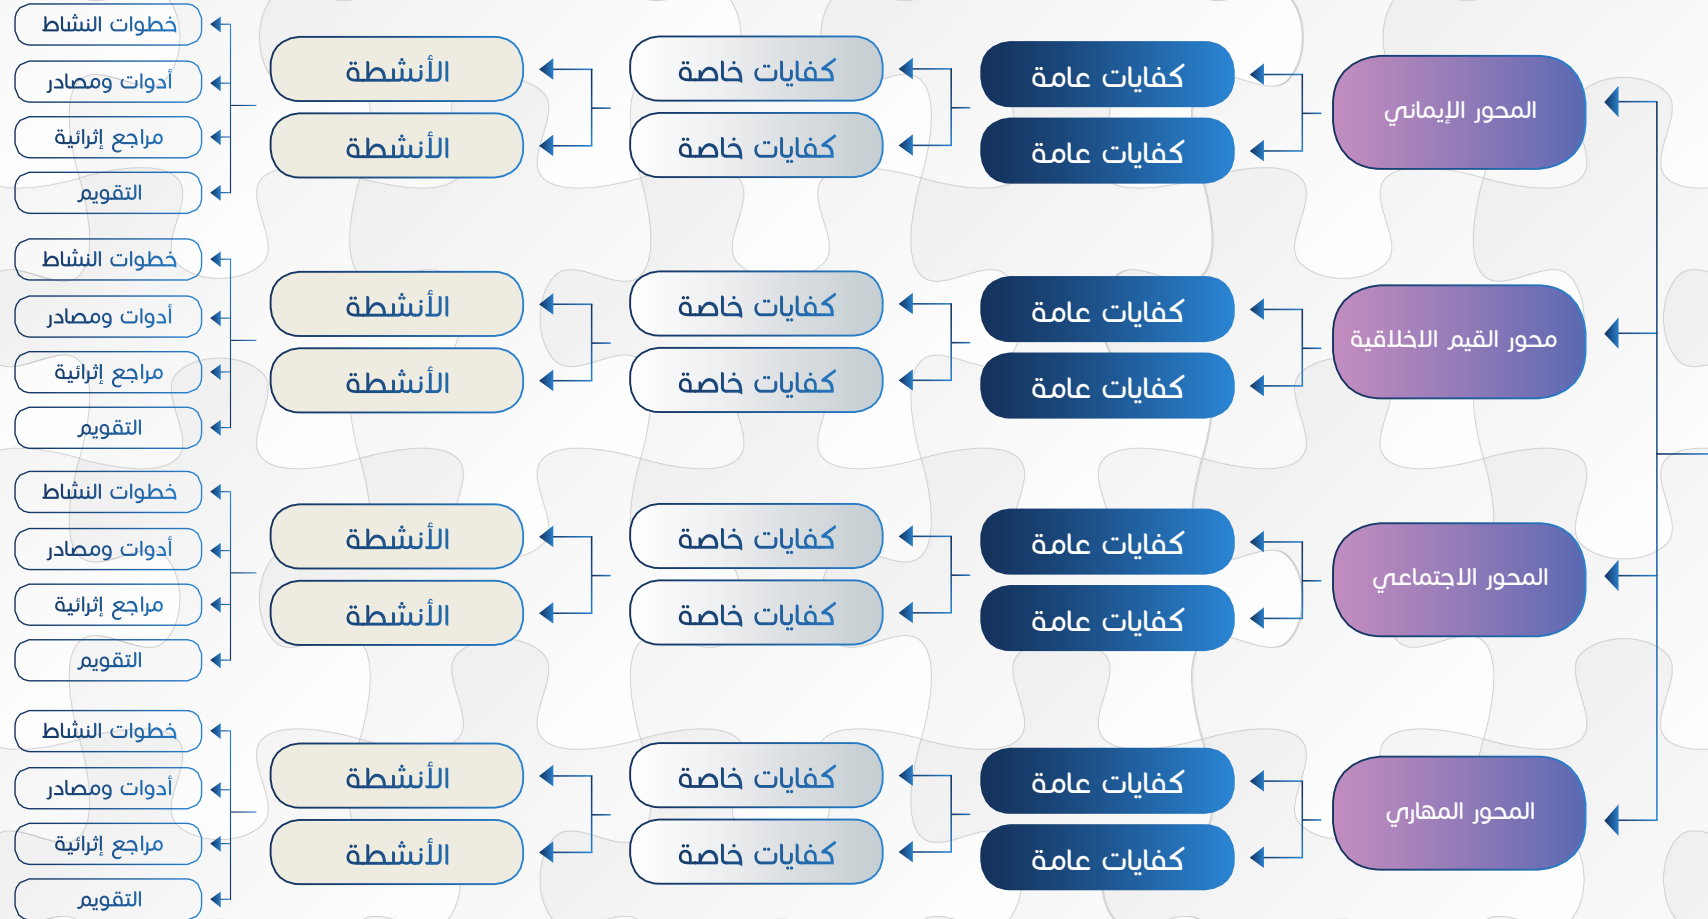 المحور الإيماني
كفايات عامة
كفايات عامة
كفايات خاصة
كفايات خاصة
الأنشطة
الأنشطة
خطوات النشاط
أدوات ومصادر
مراجع إثرائية
التقويم
محور القيم الاخلاقية
كفايات عامة
كفايات عامة
كفايات خاصة
كفايات خاصة
الأنشطة
الأنشطة
خطوات النشاط
أدوات ومصادر
مراجع إثرائية
التقويم
المحور الاجتماعي
كفايات عامة
كفايات عامة
كفايات خاصة
كفايات خاصة
الأنشطة
الأنشطة
خطوات النشاط
أدوات ومصادر
مراجع إثرائية
التقويم
المحور المهاري
كفايات عامة
كفايات عامة
كفايات خاصة
كفايات خاصة
الأنشطة
الأنشطة
خطوات النشاط
أدوات ومصادر
مراجع إثرائية
التقويم